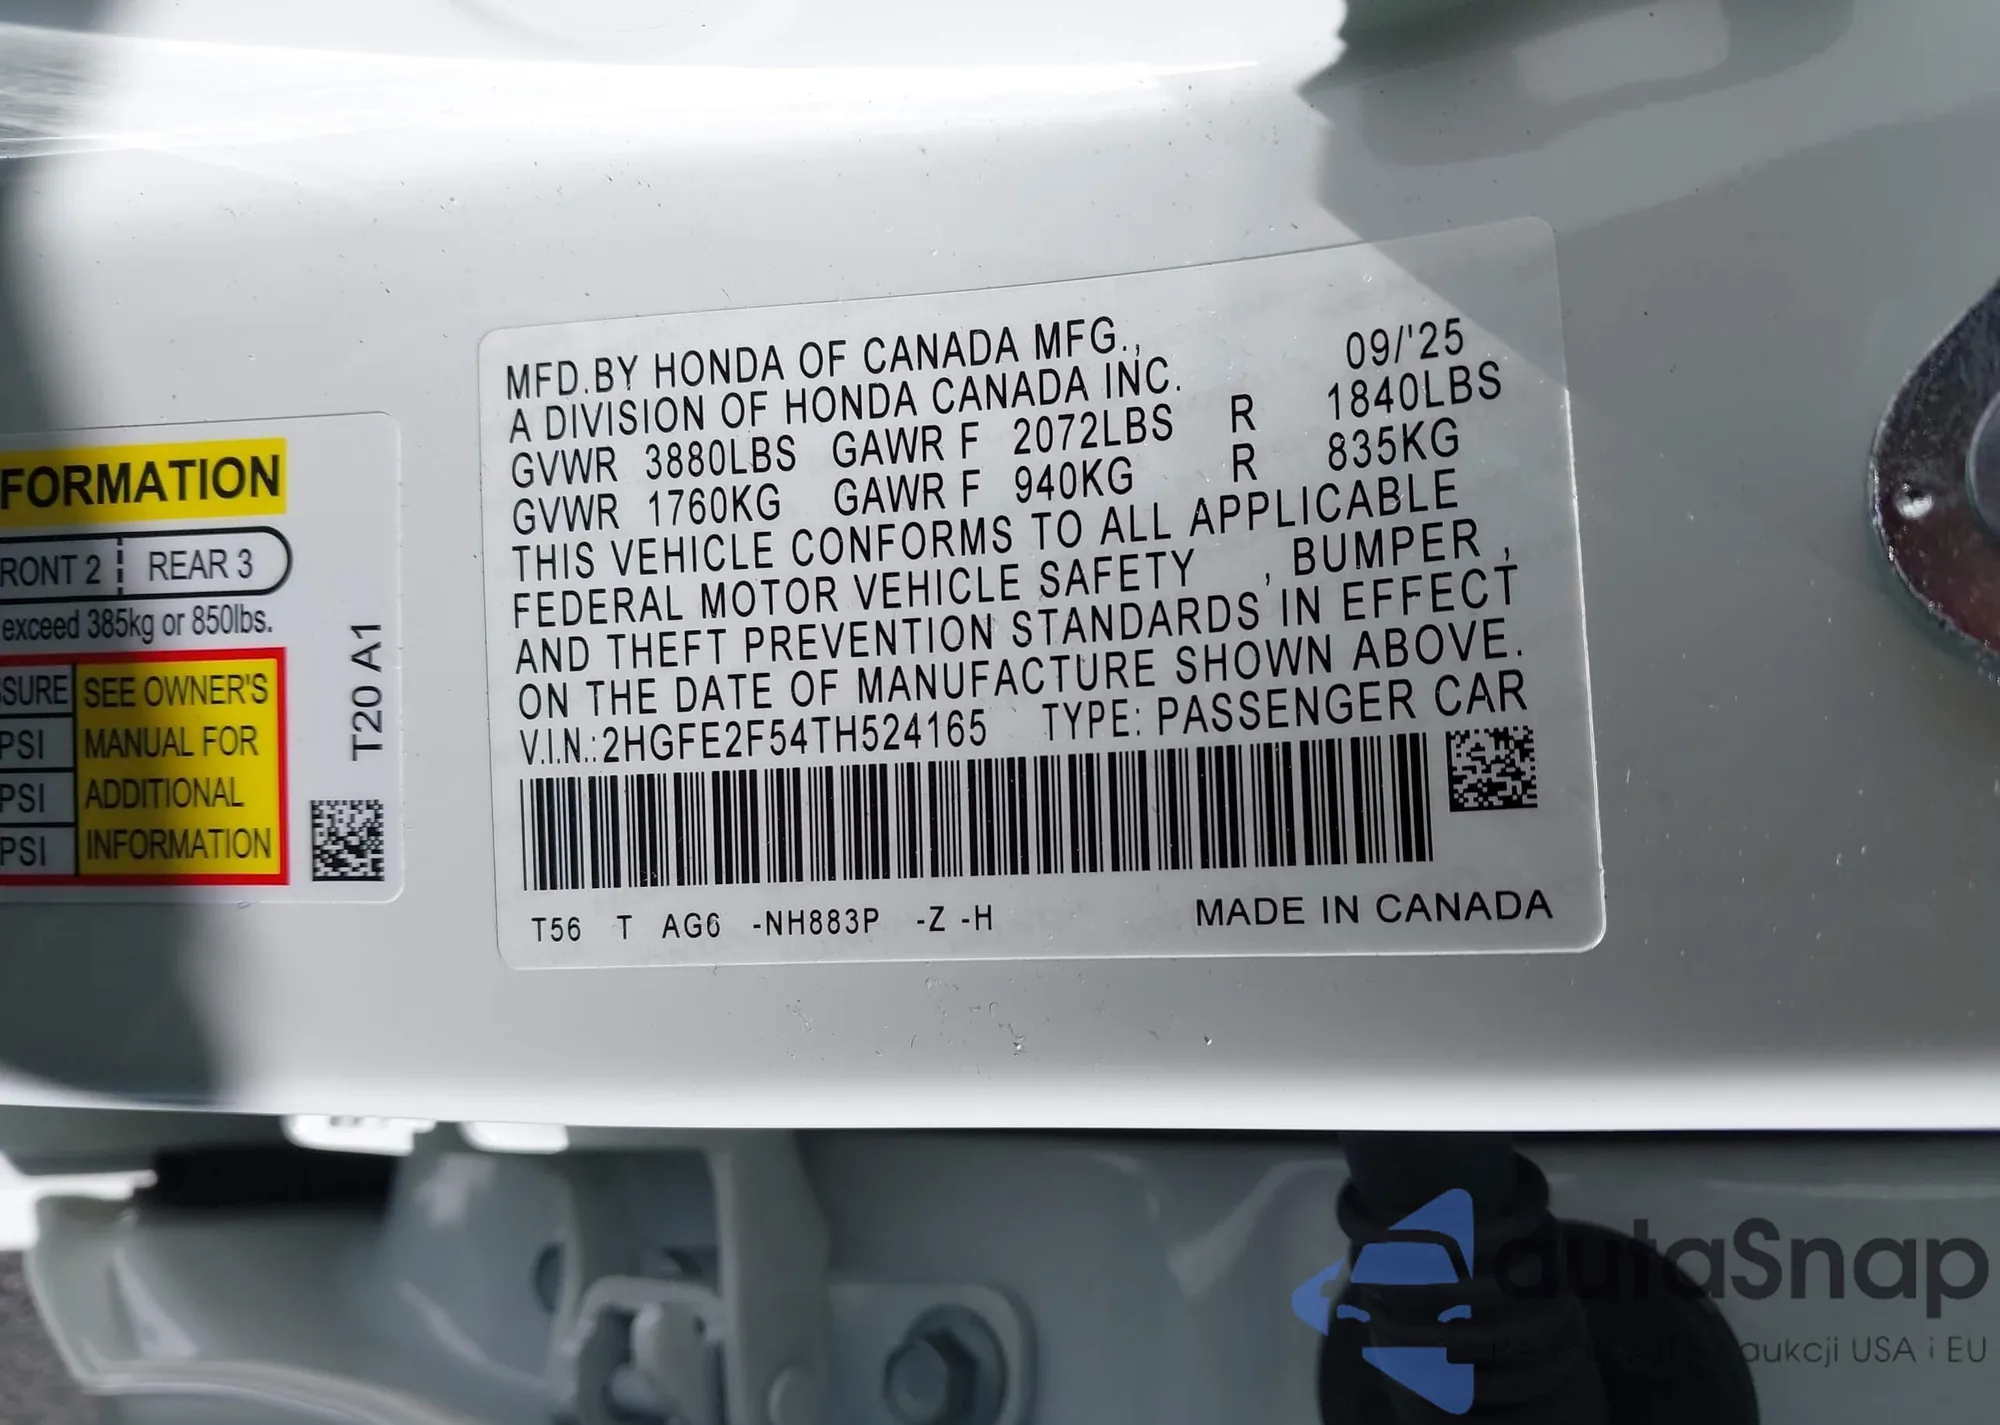 FORMATION
RONT 2 REAR 3
exceed 385kg or 850lbs.
SSURE SEE OWNER'S
PSI MANUAL FOR
PSI ADDITIONAL
PSI INFORMATION
T20 A1
MFD.BY HONDA OF CANADA MFG., 09/'25
A DIVISION OF HONDA CANADA INC.
GVWR 3880LBS GAWR F 2072LBS R 1840LBS
GVWR 1760KG GAWR F 940KG R 835KG
THIS VEHICLE CONFORMS TO ALL APPLICABLE
FEDERAL MOTOR VEHICLE SAFETY , BUMPER ,
AND THEFT PREVENTION STANDARDS IN EFFECT
ON THE DATE OF MANUFACTURE SHOWN ABOVE.
V.I.N.:2HGFE2F54TH524165 TYPE: PASSENGER CAR
T56 T AG6 -NH883P -Z -H MADE IN CANADA
autaSnap
aukcji USA i EU